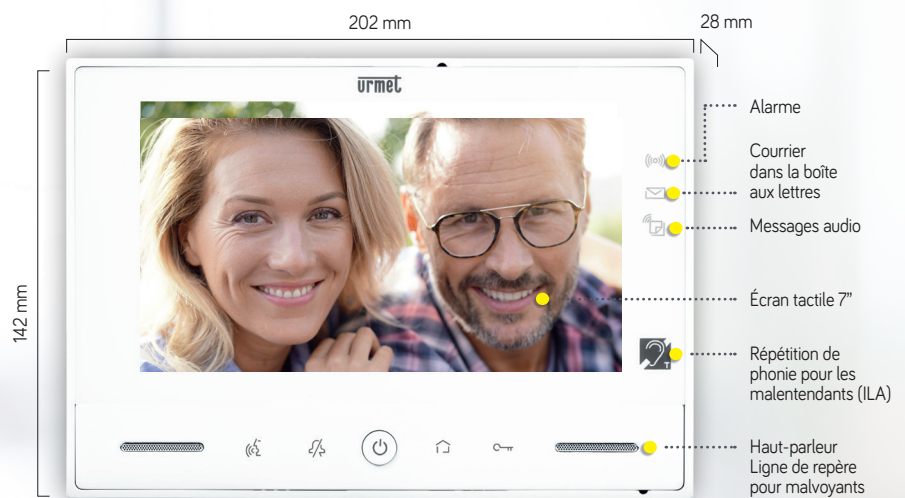 202 mm
28 mm
142 mm
urmet
Alarme
Courrier
dans la boîte
aux lettres
Messages audio
Écran tactile 7”
Répétition de
phonie pour les
malentendants (ILA)
T
Haut-parleur
Ligne de repère
pour malvoyants